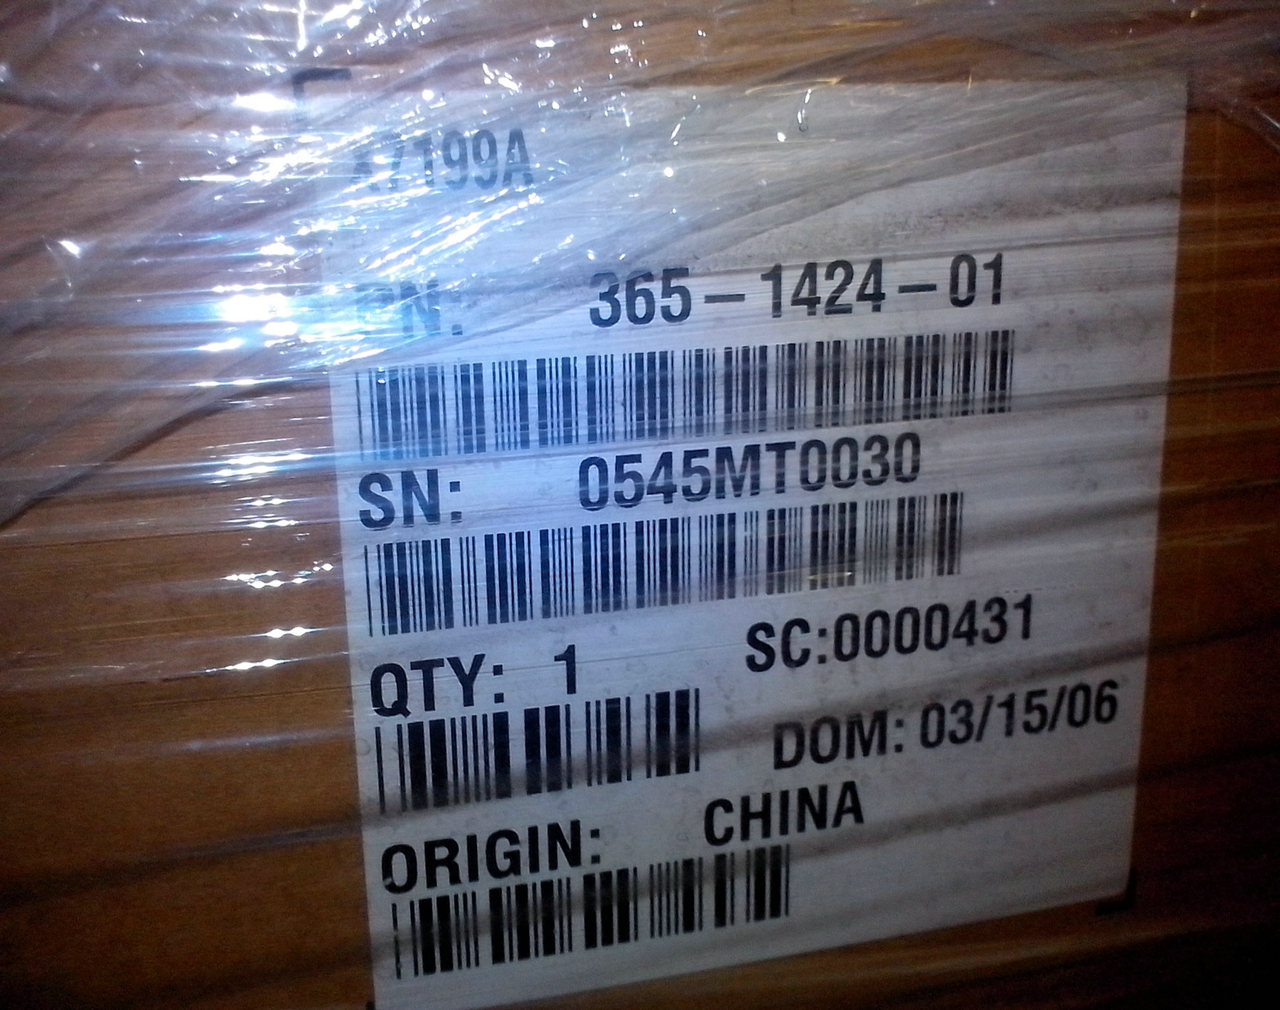 X7199A
PN: 365-1424-01
SN: 0545MT0030
QTY: 1 SC:0000431
DOM: 03/15/06
ORIGIN: CHINA